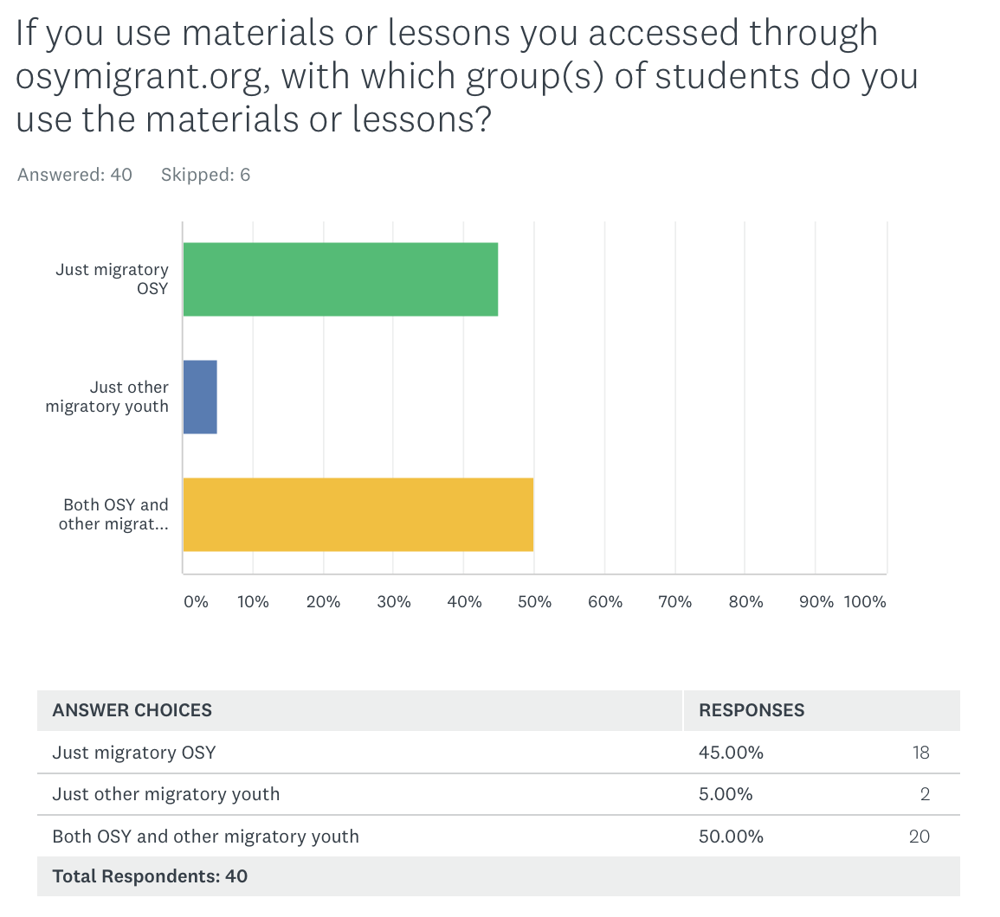 If you use materials or lessons you accessed through
osymigrant.org, with which group(s) of students do you
use the materials or lessons?
Answered: 40 Skipped: 6
Just migratory
OSY
Just other
migratory youth
Both OSY and
other migrat...
0% 10% 20% 30% 40% 50% 60% 70% 80% 90% 100%
ANSWER CHOICES RESPONSES
Just migratory OSY 45.00% 18
Just other migratory youth 5.00% 2
Both OSY and other migratory youth 50.00% 20
Total Respondents: 40